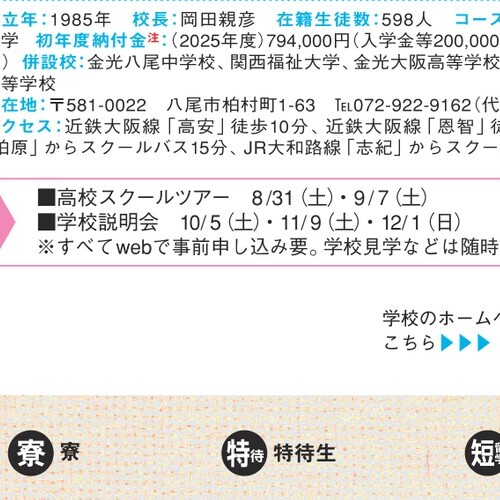 立年：1985年　校長：岡田親彦　在籍生徒数：598人　コース
学　初年度納付金注：（2025年度）794,000円（入学金等200,000
）　併設校：金光八尾中学校、関西福祉大学、金光大阪高等学校
等学校
在地：〒581-0022　八尾市柏村町1-63　℡072-922-9162（代
クセス：近鉄大阪線「高安」徒歩10分、近鉄大阪線「恩智」徒
柏原」からスクールバス15分、JR大和路線「志紀」からスクー
■高校スクールツアー　8/31（土）・9/7（土）
■学校説明会　10/5（土）・11/9（土）・12/1（日）
※すべてwebで事前申し込み要。学校見学などは随時
学校のホームペ
こちら▶▶▶
寮 寮
特待 特待生
短